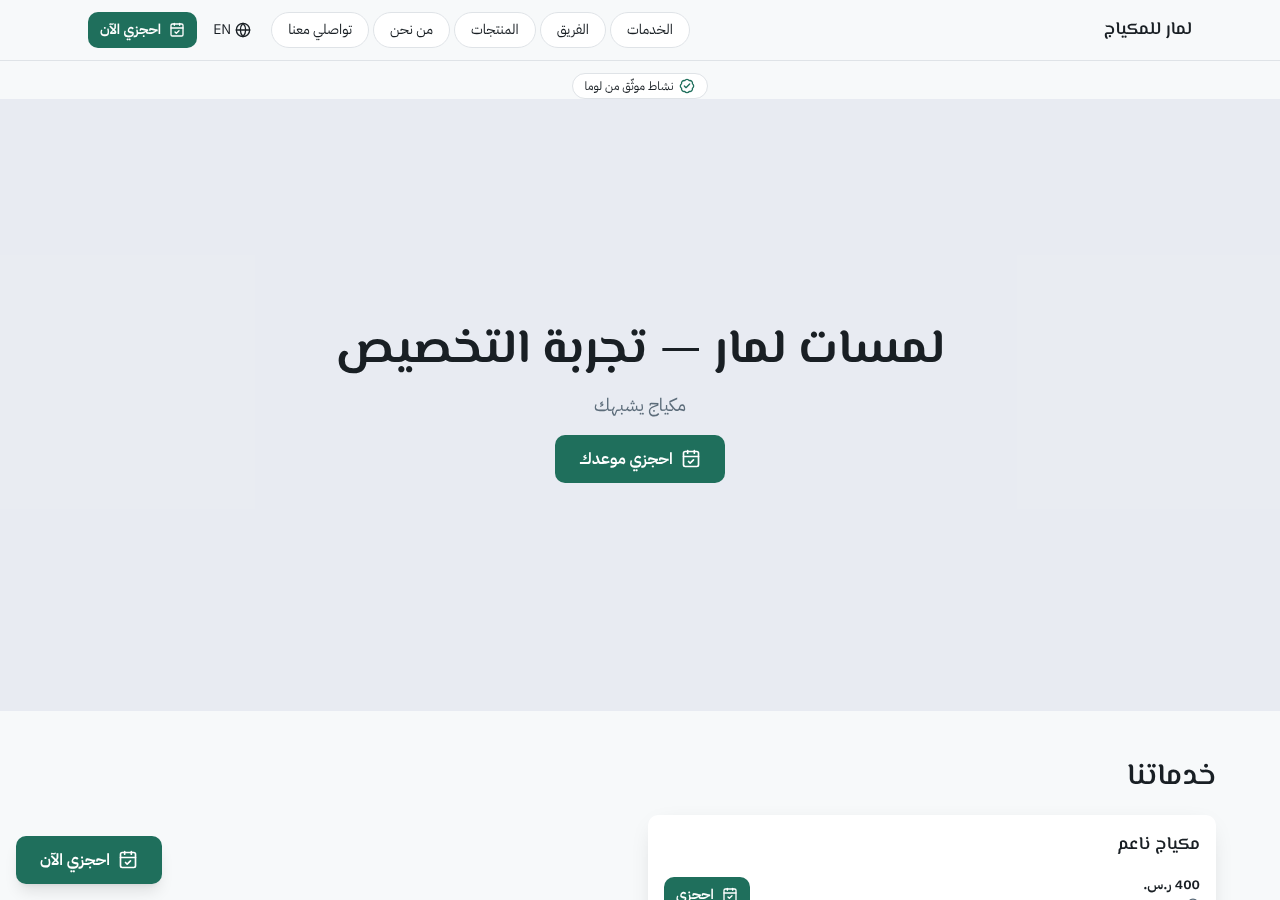 لمار للمكياج
الخدمات
الفريق
المنتجات
من نحن
تواصلي معنا
EN
احجزي الآن
نشاط موثّق من لوما
لمسات لمار — تجربة التخصيص
مكياج يشبهك
احجزي موعدك
خدماتنا
مكياج ناعم
400 ر.س.
احجزي
احجزي الآن